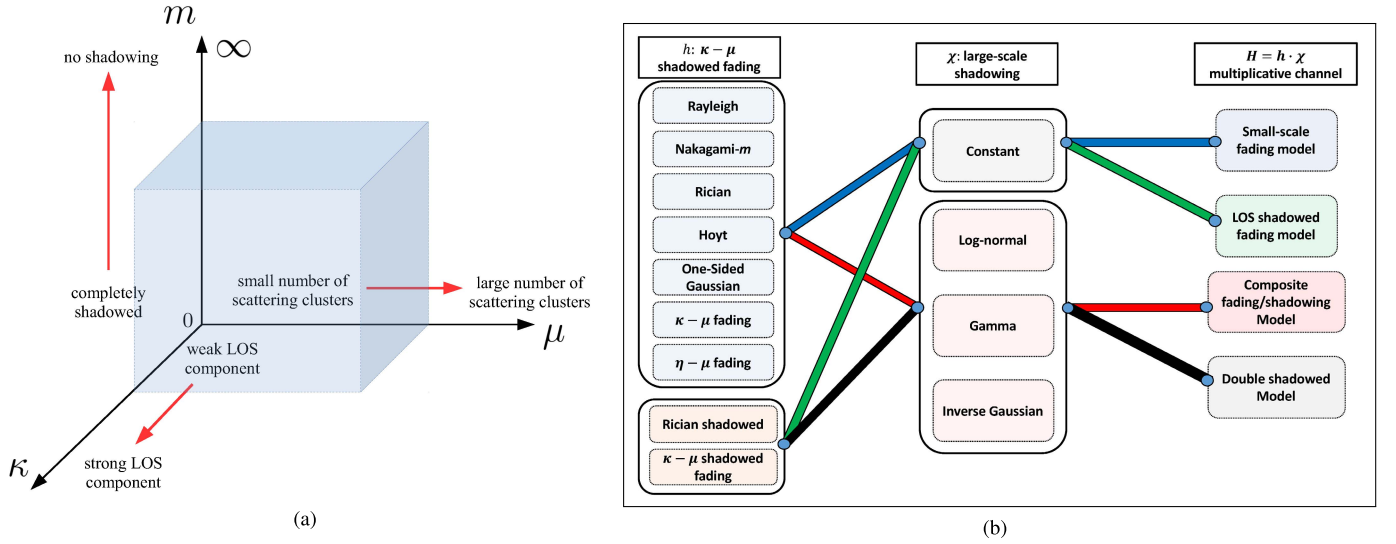 m
∞
no shadowing
completely
shadowed
small number of
scattering clusters
large number of
scattering clusters
0
μ
weak LOS
component
κ
strong LOS
component
(a)
h: κ − μ
shadowed fading
Rayleigh
Nakagami-m
Rician
Hoyt
One-Sided
Gaussian
κ − μ fading
η − μ fading
Rician shadowed
κ − μ shadowed
fading
χ: large-scale
shadowing
Constant
Log-normal
Gamma
Inverse Gaussian
H = h · χ
multiplicative channel
Small-scale
fading model
LOS shadowed
fading model
Composite
fading/shadowing
Model
Double shadowed
Model
(b)